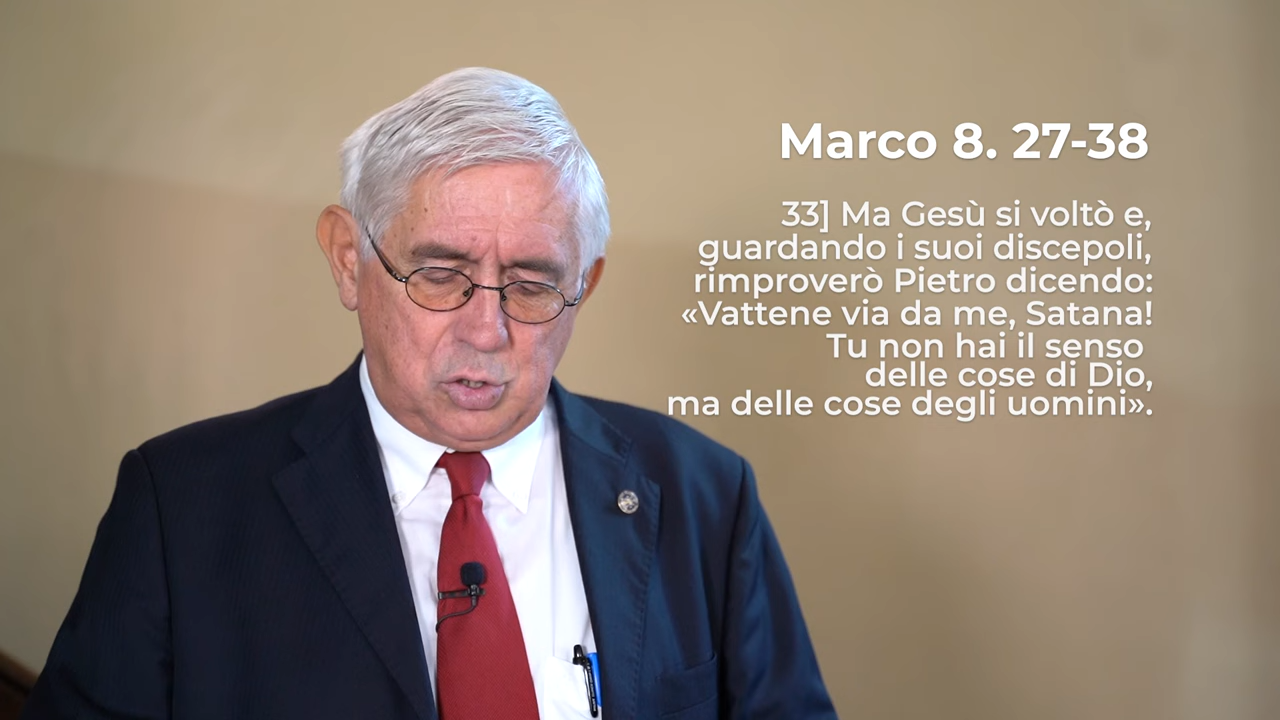 Marco 8. 27-38
33] Ma Gesù si voltò e,
guardando i suoi discepoli,
rimproverò Pietro dicendo:
«Vattene via da me, Satana!
Tu non hai il senso
delle cose di Dio,
ma delle cose degli uomini».